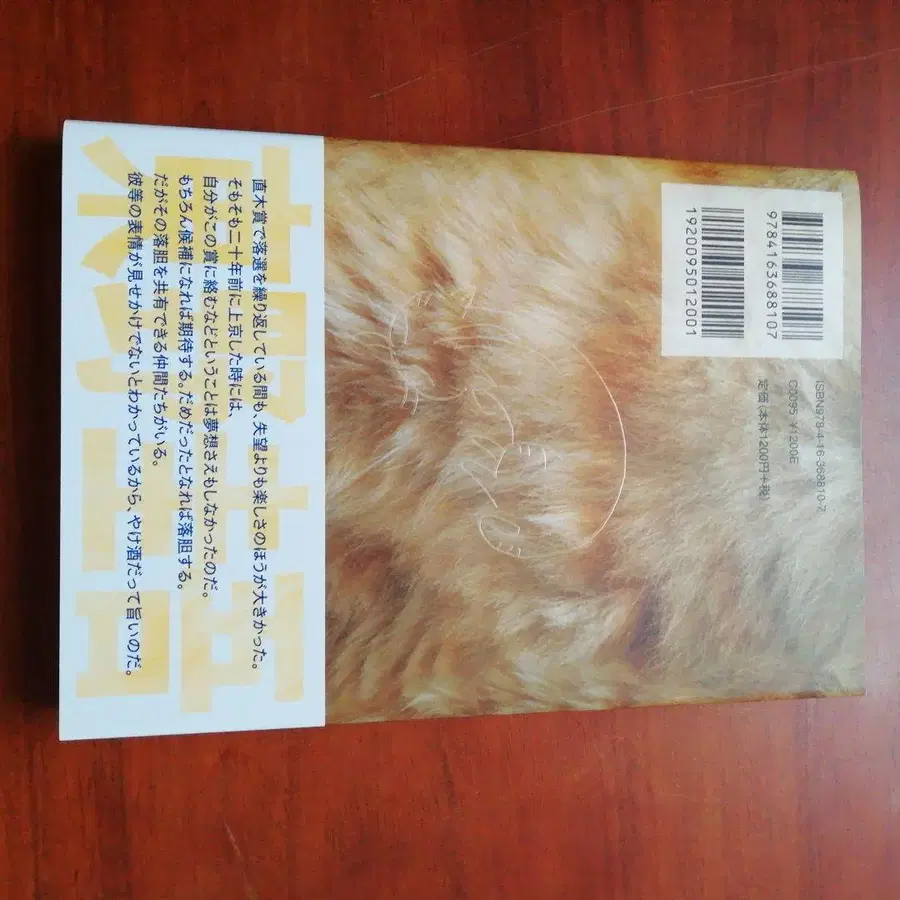 9784163688107
1920095012001
ISBN978-4-16-368810-7
C0095 ¥1200E
定価(本体1200円+税)
直木賞で落選を繰り返している間も、失望よりも楽しさのほうが大きかった。
そもそも二十年前に上京した時には、
自分がこの賞に絡むなどということは夢想さえもしなかったのだ。
もちろん候補になれば期待する。だめだったとなれば落胆する。
だがその落胆を共有できる仲間たちがいる。
彼等の表情が見せかけでないとわかっているから、やけ酒だって旨いのだ。